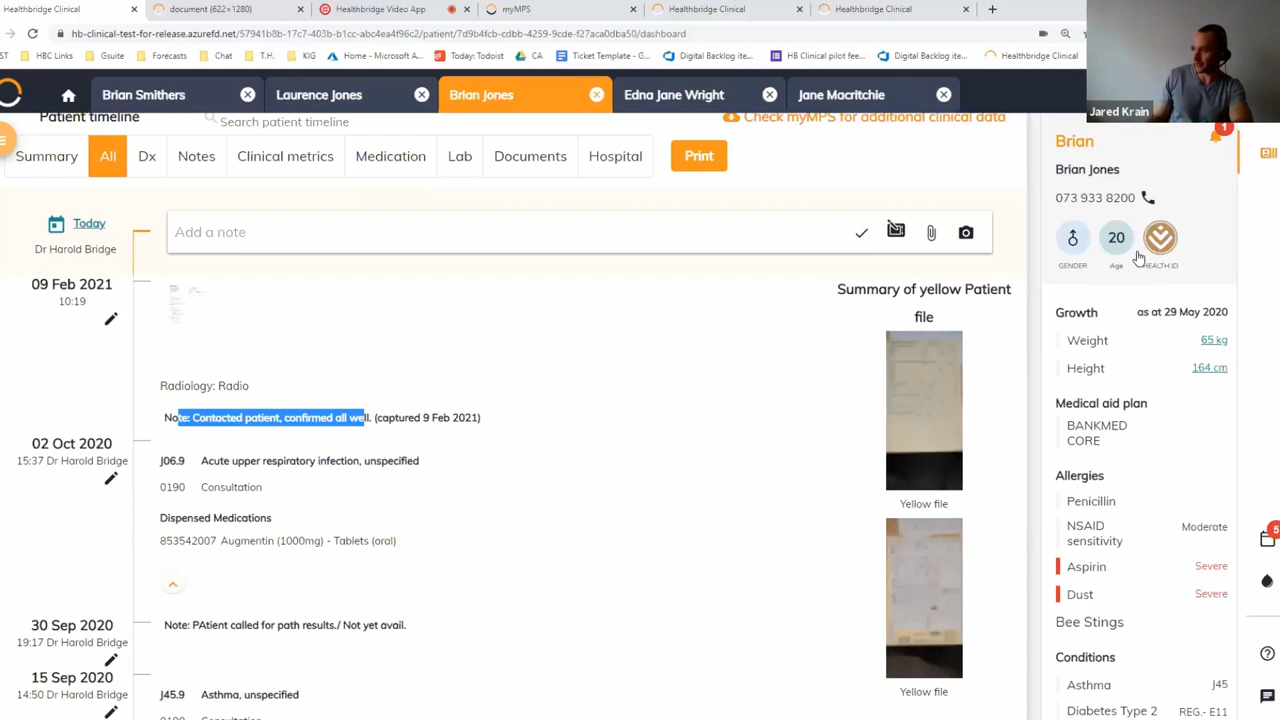 Healthbridge Clinical
document (622×1280)
Healthbridge Video App
myMPS
Healthbridge Clinical
Healthbridge Clinical
hb-clinical-test-for-release.azurefd.net/57941b8b-17c7-403b-b1cc-abc4ea4f96c2/patient/7d9b4fcb-cdbb-4259-9cde-f27aca0dba50/dashboard
ST
HBC Links
Gsuite
Forecasts
Chat
T.H.
KIG
Home - Microsoft A...
Today: Todoist
CA
Ticket Template - G...
Digital Backlog ite...
HB Clinical pilot fee...
Digital Backlog ite...
Healthbridge Clinical
Jared Krain
Brian Smithers
Laurence Jones
Brian Jones
Edna Jane Wright
Jane Macritchie
Patient timeline
Search patient timeline
Check myMPS for additional clinical data
Summary
All
Dx
Notes
Clinical metrics
Medication
Lab
Documents
Hospital
Print
Today
Dr Harold Bridge
Add a note
09 Feb 2021
10:19
Radiology: Radio
Note: Contacted patient, confirmed all well. (captured 9 Feb 2021)
02 Oct 2020
15:37 Dr Harold Bridge
J06.9 Acute upper respiratory infection, unspecified
0190 Consultation
Dispensed Medications
853542007 Augmentin (1000mg) - Tablets (oral)
30 Sep 2020
19:17 Dr Harold Bridge
Note: PAtient called for path results./ Not yet avail.
15 Sep 2020
14:50 Dr Harold Bridge
J45.9 Asthma, unspecified
Summary of yellow Patient
file
Yellow file
Yellow file
Brian
1
Brian Jones
073 933 8200
20
GENDER
Age
HEALTH ID
Growth as at 29 May 2020
Weight 65 kg
Height 164 cm
Medical aid plan
BANKMED
CORE
Allergies
Penicillin
NSAID
sensitivity
Moderate
Aspirin Severe
Dust Severe
Bee Stings
Conditions
Asthma J45
Diabetes Type 2 REG.- E11
5